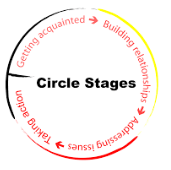 Getting acquainted →
Building relationships →
Addressing issues →
Taking action
Circle Stages